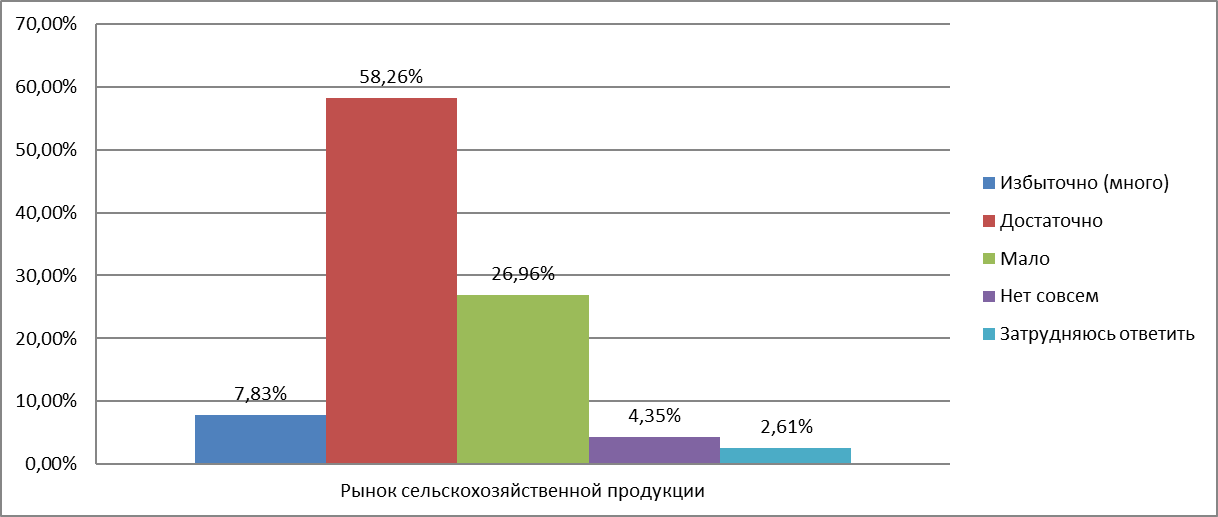 70,00%
60,00%
50,00%
40,00%
30,00%
20,00%
10,00%
0,00%
7,83%
58,26%
26,96%
4,35%
2,61%
Рынок сельскохозяйственной продукции
Избыточно (много)
Достаточно
Мало
Нет совсем
Затрудняюсь ответить